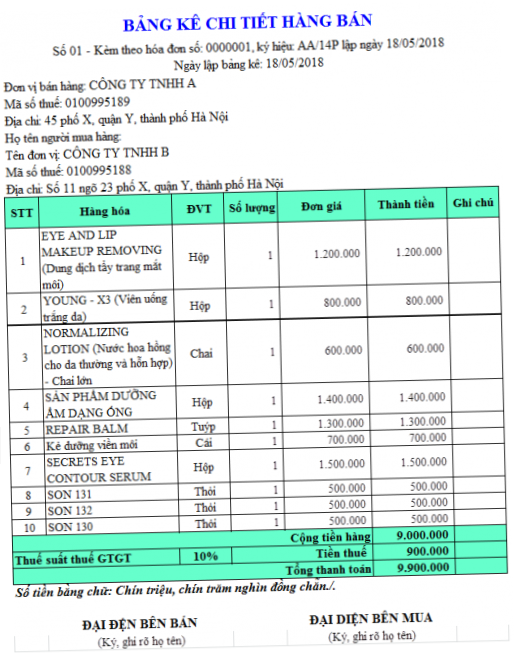 BẢNG KÊ CHI TIẾT HÀNG BÁN
Số 01 - Kèm theo hóa đơn số: 0000001, ký hiệu: AA/14P lập ngày 18/05/2018
Ngày lập bảng kê: 18/05/2018
Đơn vị bán hàng: CÔNG TY TNHH A
Mã số thuế: 0100995189
Địa chỉ: 45 phố X, quận Y, thành phố Hà Nội
Họ tên người mua hàng:
Tên đơn vị: CÔNG TY TNHH B
Mã số thuế: 0100995188
Địa chỉ: Số 11 ngõ 23 phố X, quận Y, thành phố Hà Nội
STT Hàng hóa ĐVT Số lượng Đơn giá Thành tiền Ghi chú
EYE AND LIP
MAKEUP REMOVING
1 (Dung dịch tẩy trang mắt Hộp 1 1.200.000 1.200.000
môi)
2 YOUNG - X3 (Viên uống Hộp 1 800.000 800.000
trắng da)
NORMALIZING
3 LOTION (Nước hoa hồng Chai 1 600.000 600.000
cho da thường và hỗn hợp)
- Chai lớn
4 SẢN PHẨM DƯỠNG Hộp 1 1.400.000 1.400.000
ẨM DẠNG ỐNG
5 REPAIR BALM Tuýp 1 1.300.000 1.300.000
6 Kẻ dưỡng viền môi Cái 1 700.000 700.000
7 SECRETS EYE Hộp 1 1.500.000 1.500.000
CONTOUR SERUM
8 SON 131 Thỏi 1 500.000 500.000
9 SON 132 Thỏi 1 500.000 500.000
10 SON 130 Thỏi 1 500.000 500.000
Cộng tiền hàng 9.000.000
Thuế suất thuế GTGT 10% Tiền thuế 900.000
Tổng thanh toán 9.900.000
Số tiền bằng chữ: Chín triệu, chín trăm nghìn đồng chẵn./.
ĐẠI ĐỆN BÊN BÁN ĐẠI DIỆN BÊN MUA
(Ký, ghi rõ họ tên) (Ký, ghi rõ họ tên)